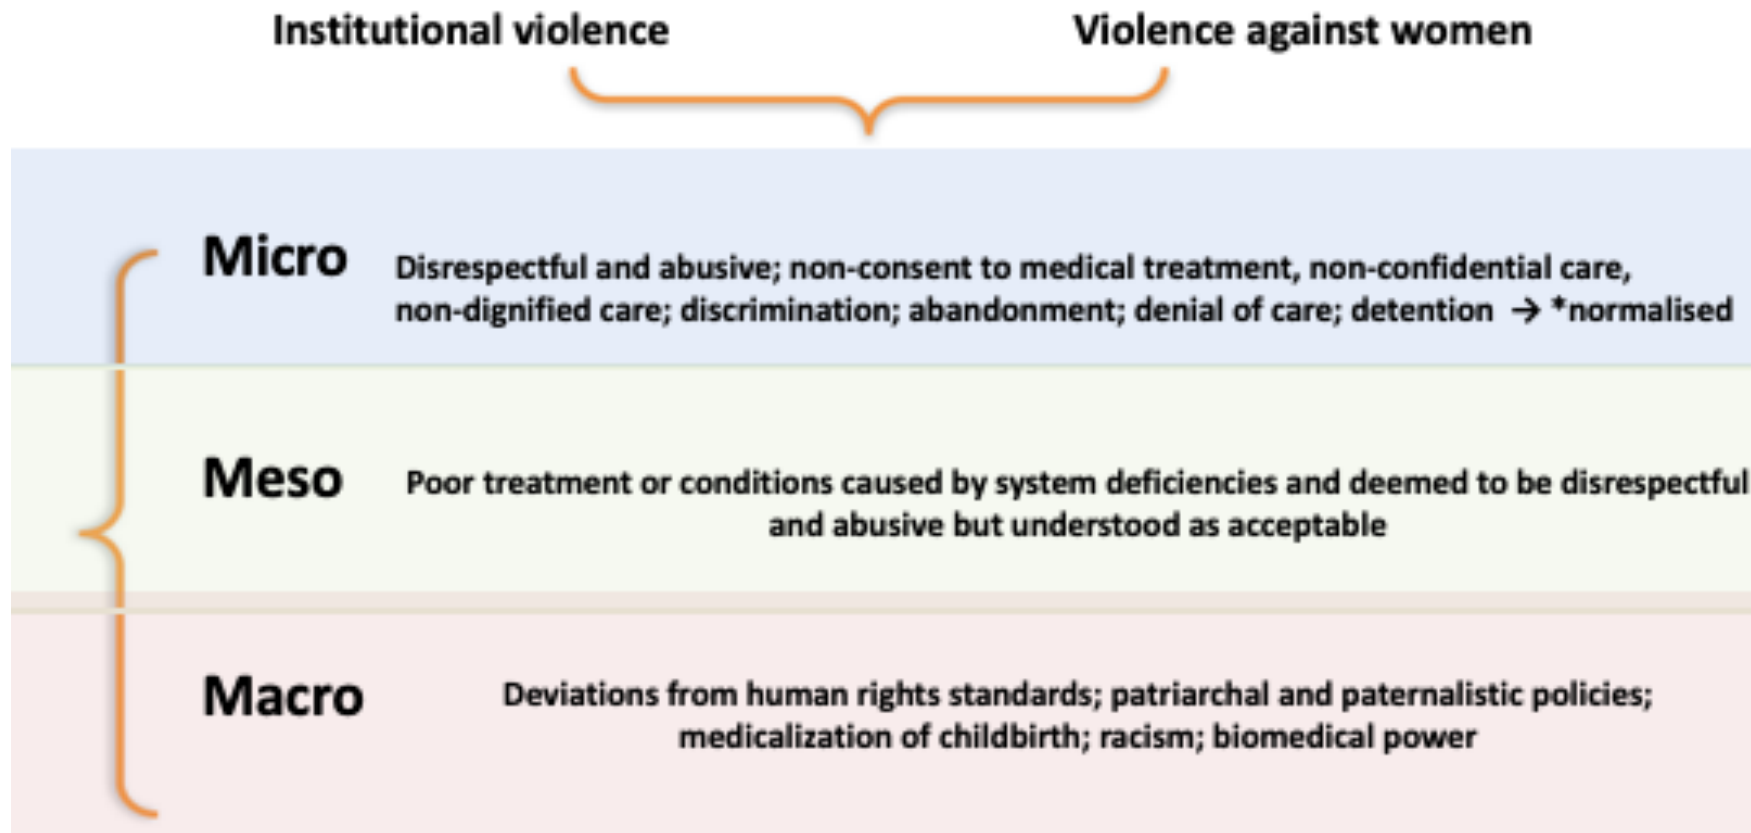 Institutional violence
Violence against women
Micro
Disrespectful and abusive; non-consent to medical treatment, non-confidential care,
non-dignified care; discrimination; abandonment; denial of care; detention → *normalised
Meso
Poor treatment or conditions caused by system deficiencies and deemed to be disrespectful
and abusive but understood as acceptable
Macro
Deviations from human rights standards; patriarchal and paternalistic policies;
medicalization of childbirth; racism; biomedical power